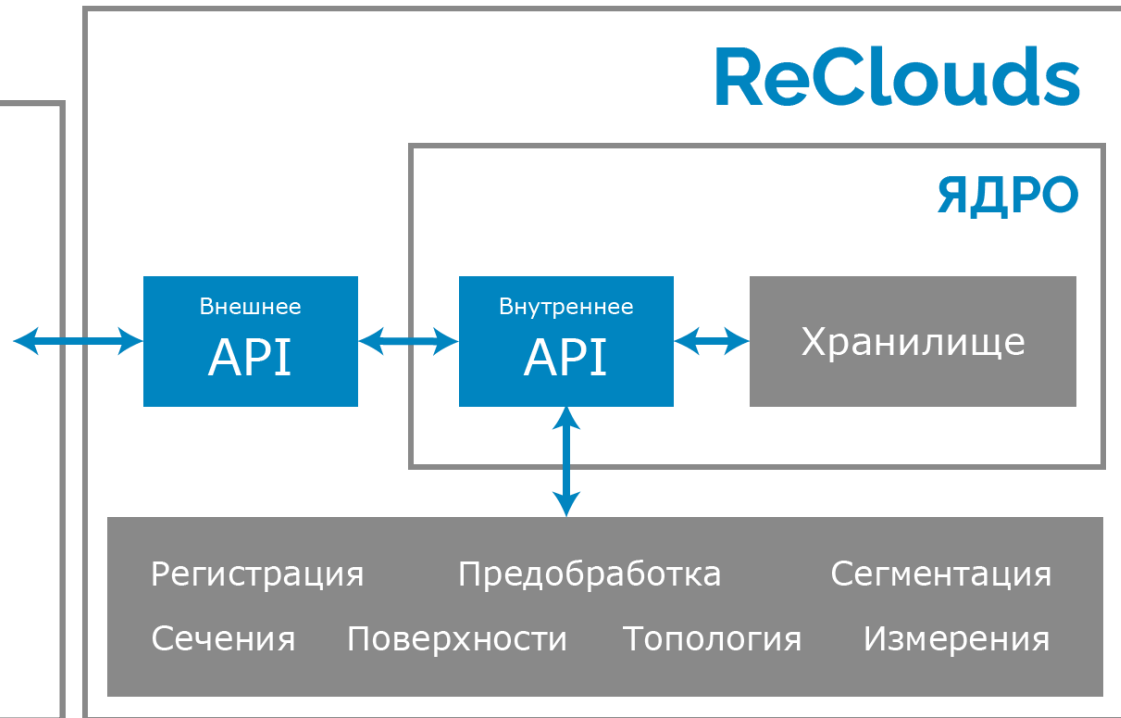 ReClouds
ЯДРО
Внешнее
API
Внутреннее
API
Хранилище
Регистрация Предобработка Сегментация
Сечения Поверхности Топология Измерения